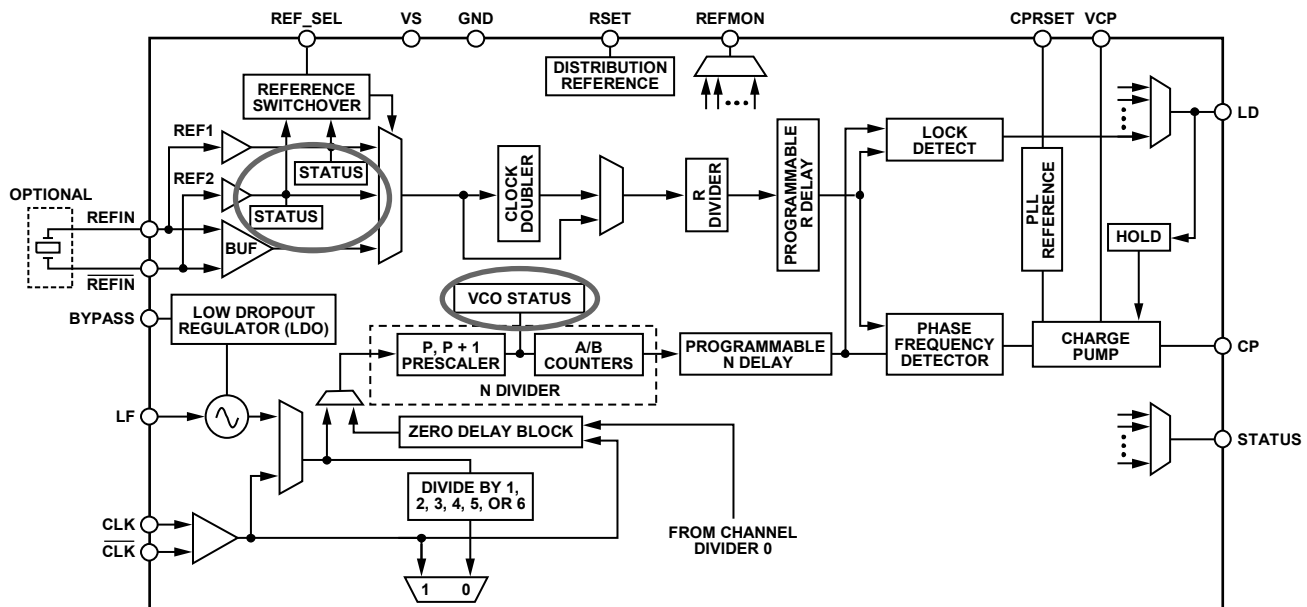 REF_SEL
VS
GND
RSET
REFMON
CPRSET
VCP
REFERENCE
SWITCHOVER
DISTRIBUTION
REFERENCE
REF1
REF2
STATUS
STATUS
BUF
OPTIONAL
REFIN
REFIN
CLOCK
DOUBLER
R
DIVIDER
PROGRAMMABLE
R DELAY
LOCK
DETECT
PLL
REFERENCE
LD
HOLD
BYPASS
LOW DROPOUT
REGULATOR (LDO)
VCO STATUS
P, P + 1
PRESCALER
A/B
COUNTERS
N DIVIDER
PROGRAMMABLE
N DELAY
PHASE
FREQUENCY
DETECTOR
CHARGE
PUMP
CP
LF
ZERO DELAY BLOCK
STATUS
DIVIDE BY 1,
2, 3, 4, 5, OR 6
FROM CHANNEL
DIVIDER 0
CLK
CLK
1 0